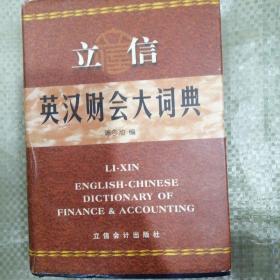 立信
英汉财会大词典
编
LI-XIN
ENGLISH-CHINESE
DICTIONARY OF
FINANCE & ACCOUNTING
立信会计出版社